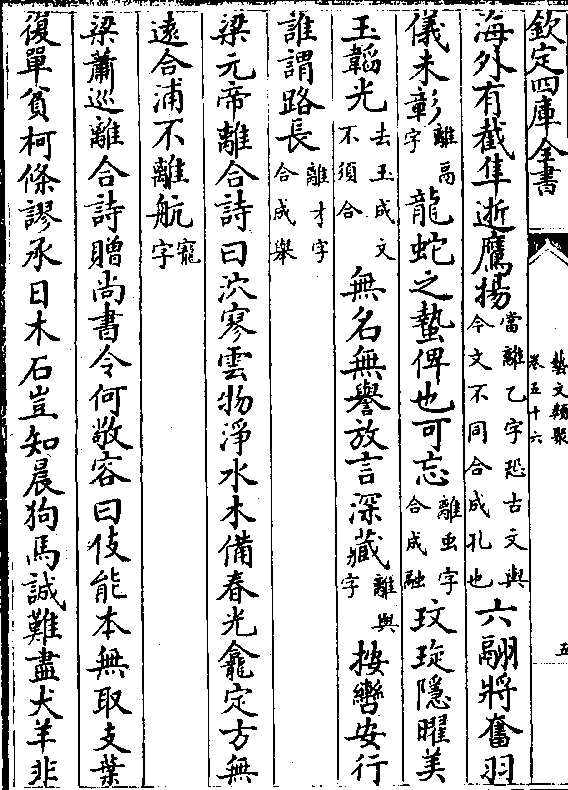 欽定四庫全書
藝文類聚
卷五十六
五
海外有截隼逝鷹揚當離乙字恐古文與今文不同合成孔也六翮將奮羽
儀未彰離鬲字龍蛇之蟄俾也可忘離虫字合成融玟琁隱曜美
玉韜光去玉成文不須合無名無譽放言深藏離與字按轡安行
誰謂路長離才字合成舉
梁元帝離合詩曰泬寥雲物淨水木備春光龕定方無
遠合浦不離航寵字
梁蕭巡離合詩贈尚書令何敬容曰伎能本無取支葉
復單貧柯條謬承日木石豈知晨狗馬誠難盡犬羊非